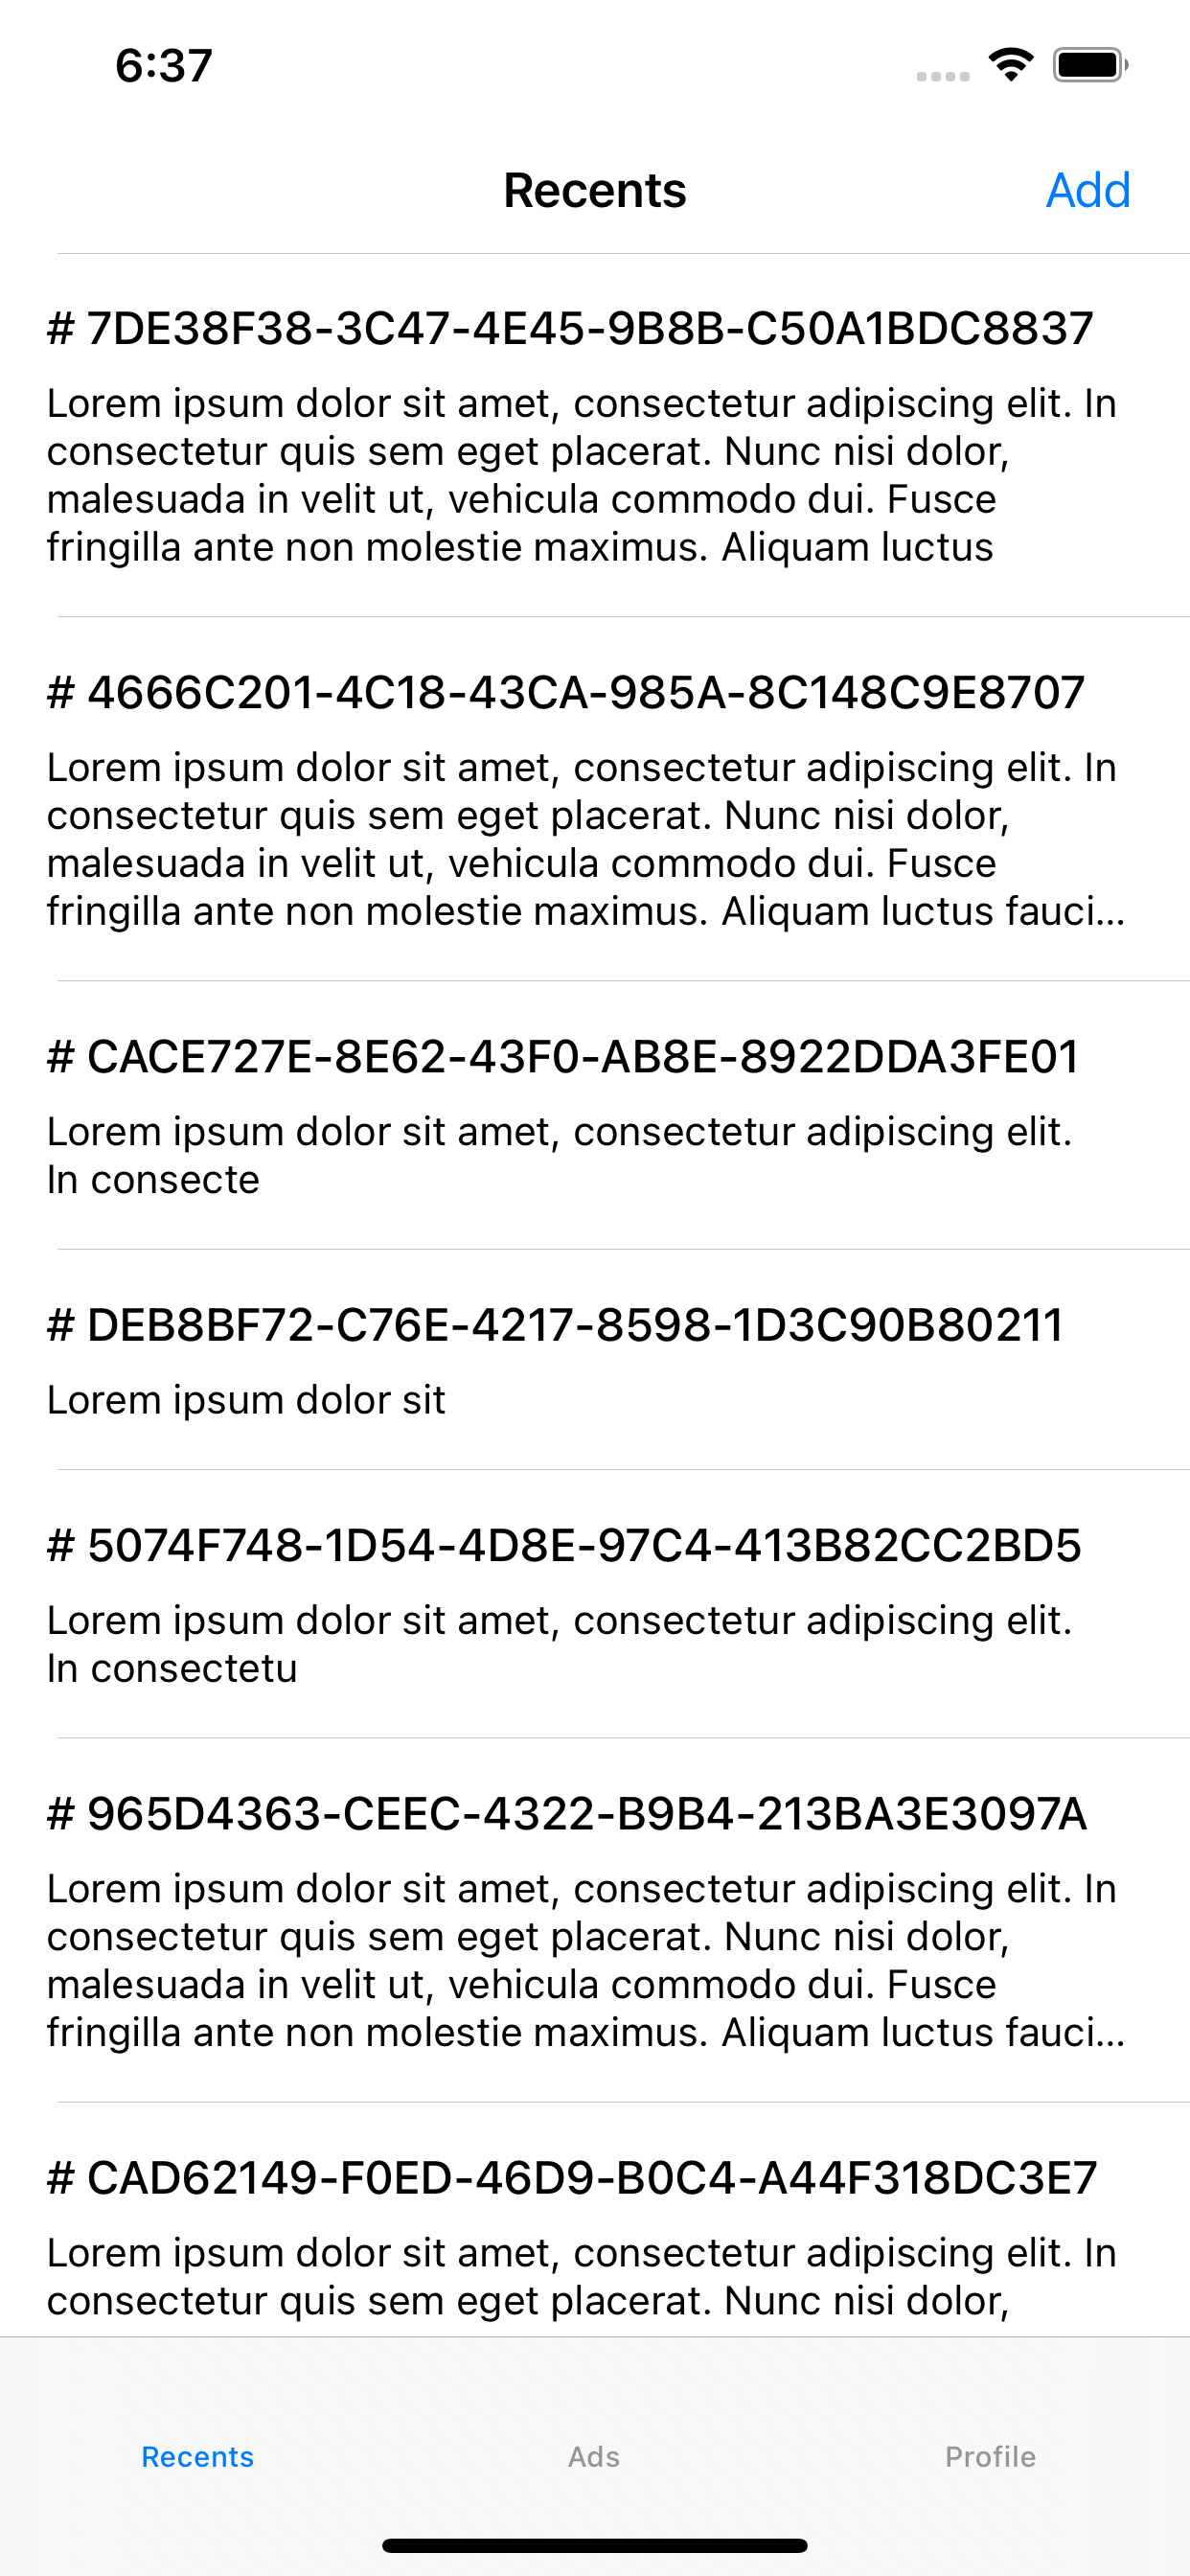 6:37
Recents
Add
# 7DE38F38-3C47-4E45-9B8B-C50A1BDC8837
Lorem ipsum dolor sit amet, consectetur adipiscing elit. In
consectetur quis sem eget placerat. Nunc nisi dolor,
malesuada in velit ut, vehicula commodo dui. Fusce
fringilla ante non molestie maximus. Aliquam luctus
# 4666C201-4C18-43CA-985A-8C148C9E8707
Lorem ipsum dolor sit amet, consectetur adipiscing elit. In
consectetur quis sem eget placerat. Nunc nisi dolor,
malesuada in velit ut, vehicula commodo dui. Fusce
fringilla ante non molestie maximus. Aliquam luctus fauci...
# CACE727E-8E62-43F0-AB8E-8922DDA3FE01
Lorem ipsum dolor sit amet, consectetur adipiscing elit.
In consecte
# DEB8BF72-C76E-4217-8598-1D3C90B80211
Lorem ipsum dolor sit
# 5074F748-1D54-4D8E-97C4-413B82CC2BD5
Lorem ipsum dolor sit amet, consectetur adipiscing elit.
In consectetu
# 965D4363-CEEC-4322-B9B4-213BA3E3097A
Lorem ipsum dolor sit amet, consectetur adipiscing elit. In
consectetur quis sem eget placerat. Nunc nisi dolor,
malesuada in velit ut, vehicula commodo dui. Fusce
fringilla ante non molestie maximus. Aliquam luctus fauci...
# CAD62149-F0ED-46D9-B0C4-A44F318DC3E7
Lorem ipsum dolor sit amet, consectetur adipiscing elit. In
consectetur quis sem eget placerat. Nunc nisi dolor,
Recents
Ads
Profile